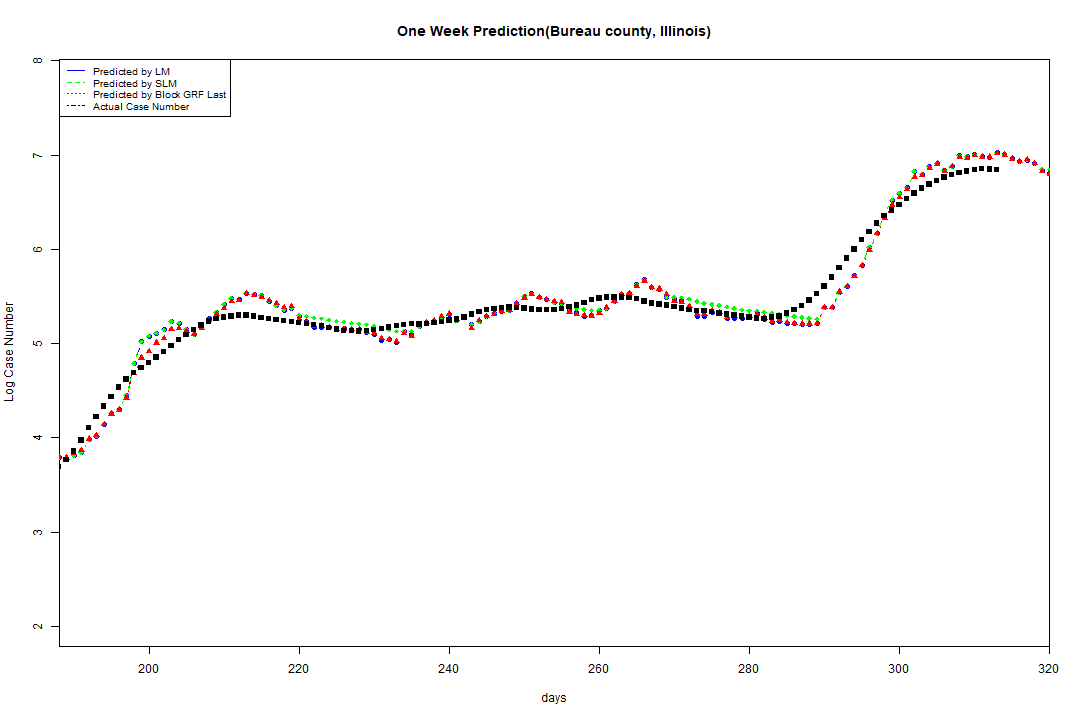 One Week Prediction(Bureau county, Illinois)
Predicted by LM
Predicted by SLM
Predicted by Block GRF Last
Actual Case Number
Log Case Number
8
7
6
5
4
3
2
200 220 240 260 280 300 320
days